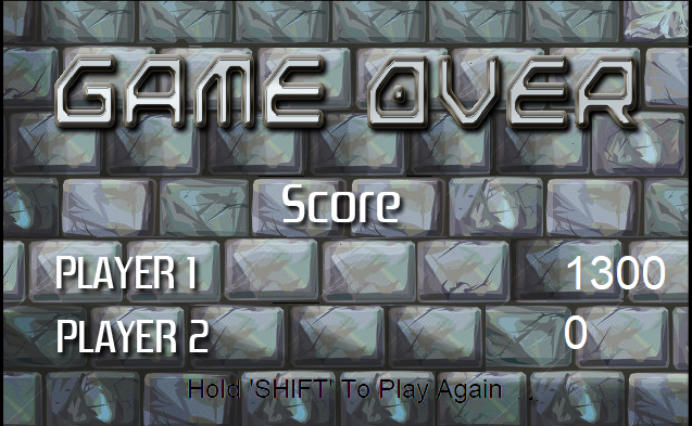 GAME OVER
Score
PLAYER 1 1300
PLAYER 2 0
Hold 'SHIFT' To Play Again